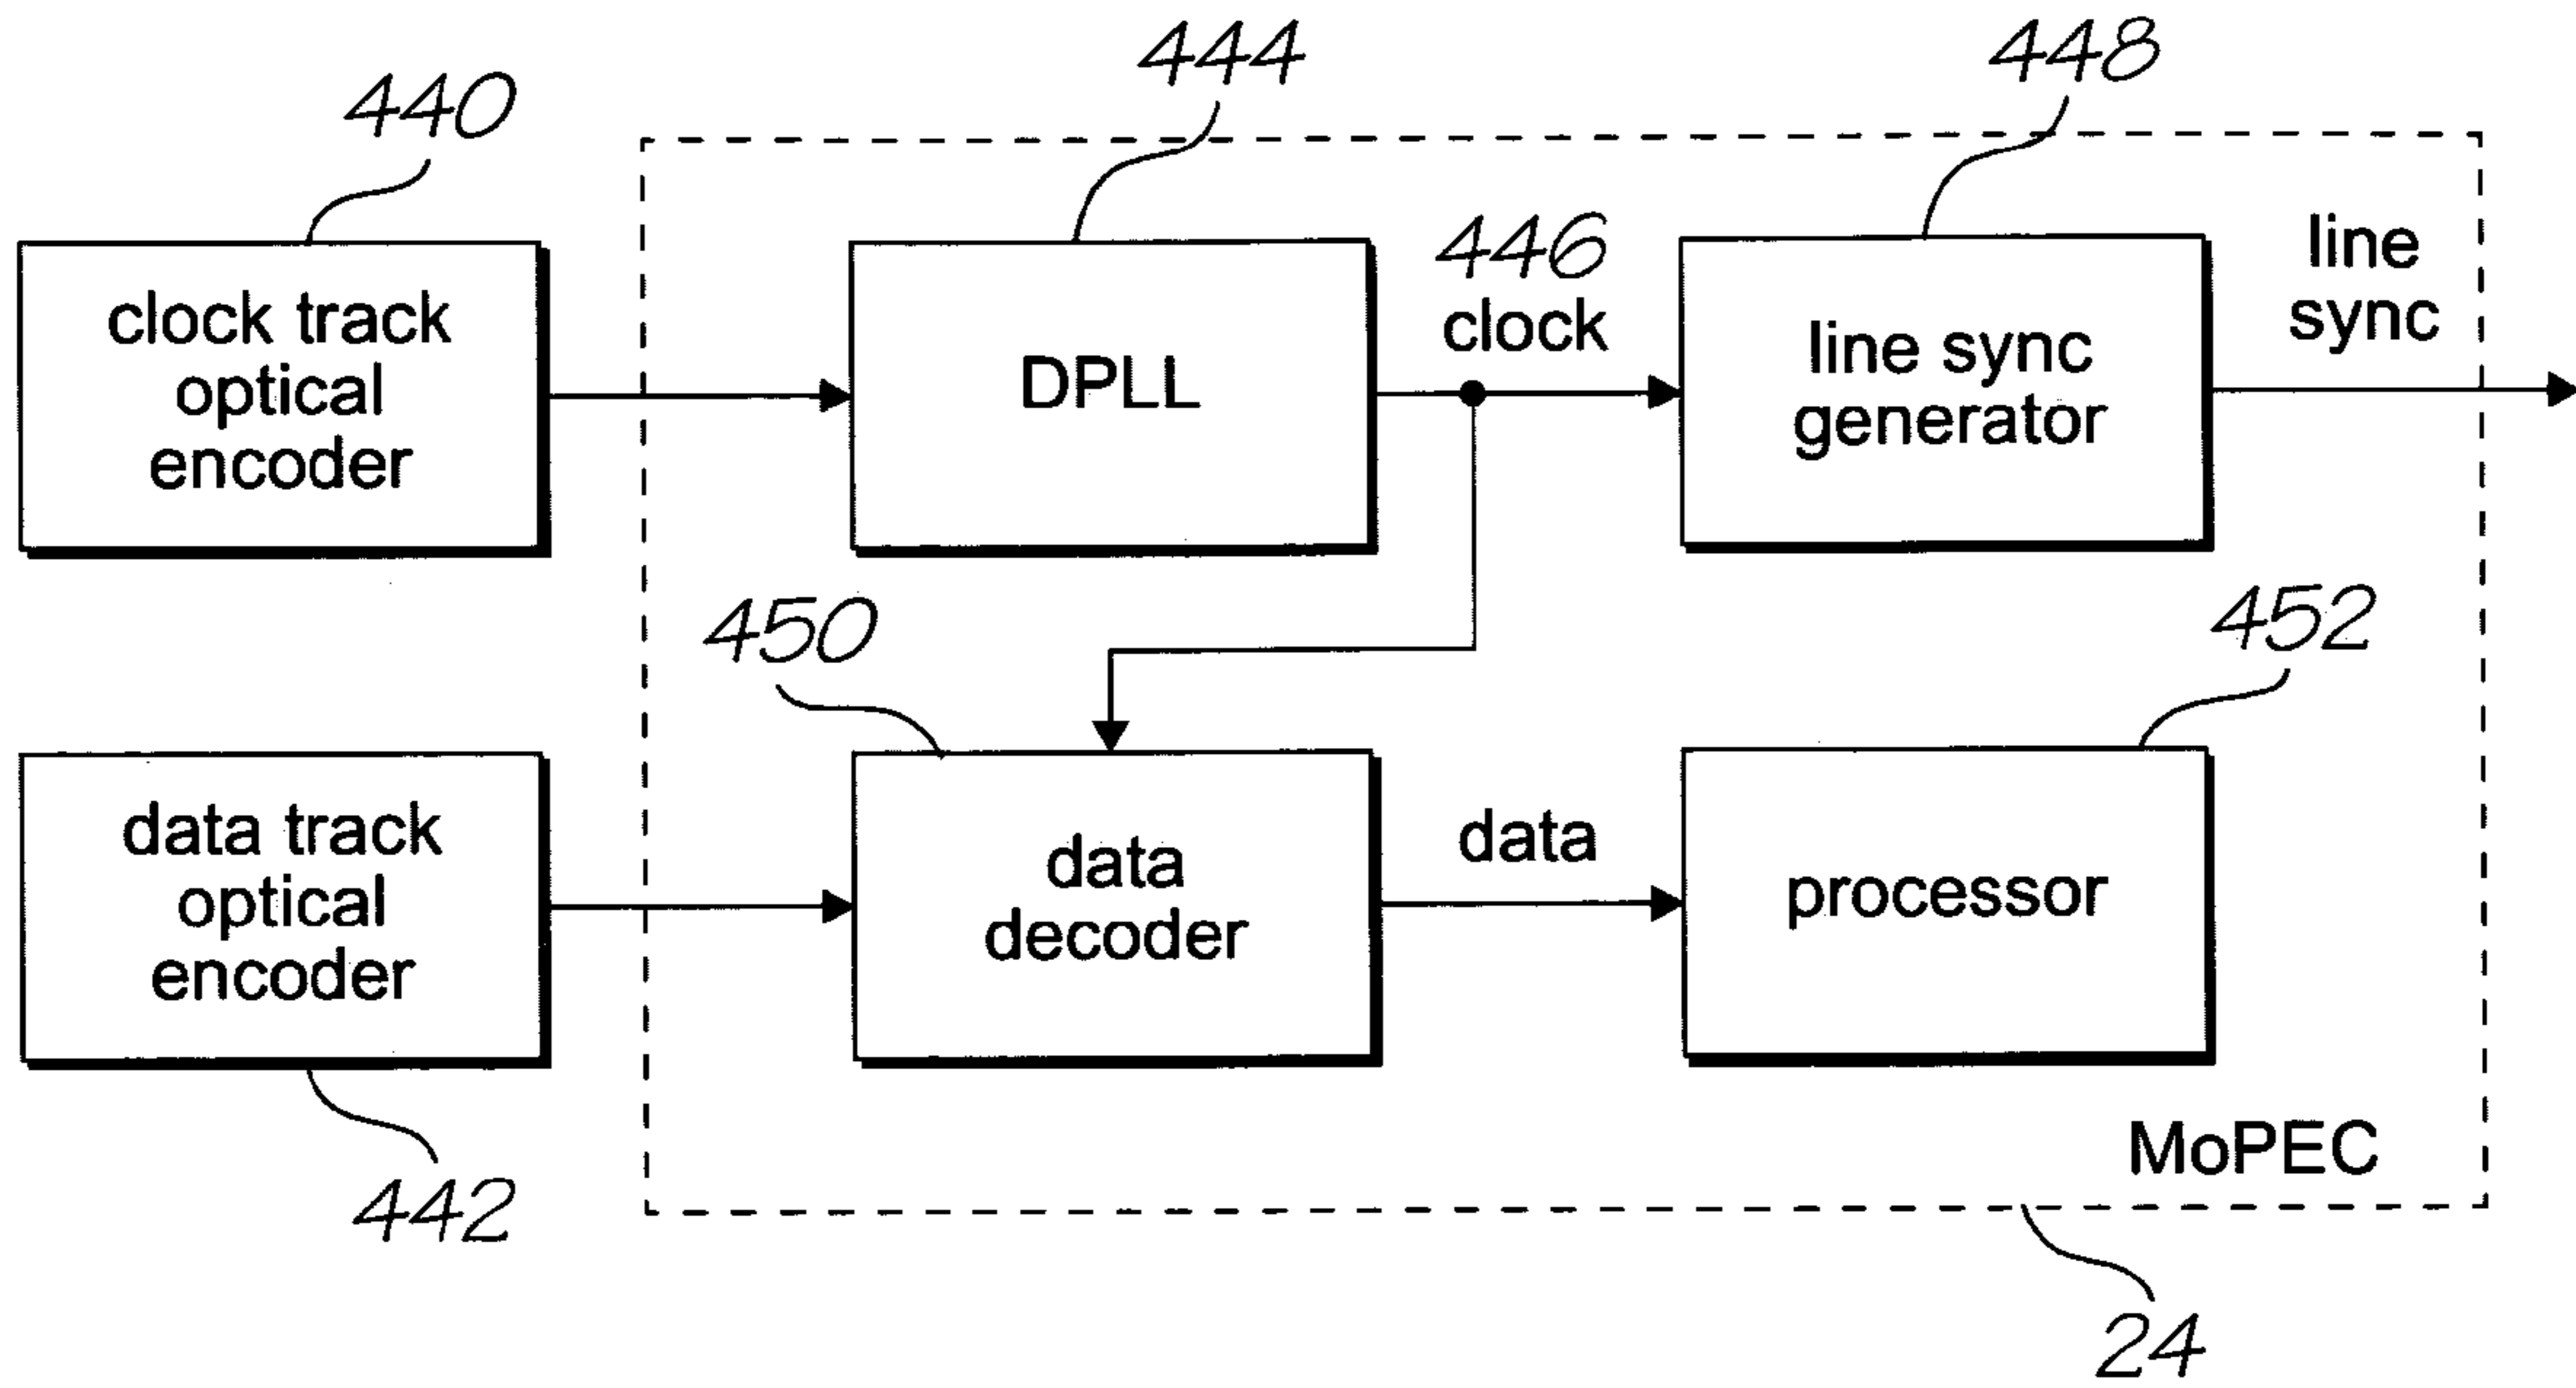 444
448
440
446
line
sync
clock track
optical
encoder
DPLL
clock
line sync
generator
450
452
data track
optical
encoder
data
decoder
data
processor
MoPEC
442
24